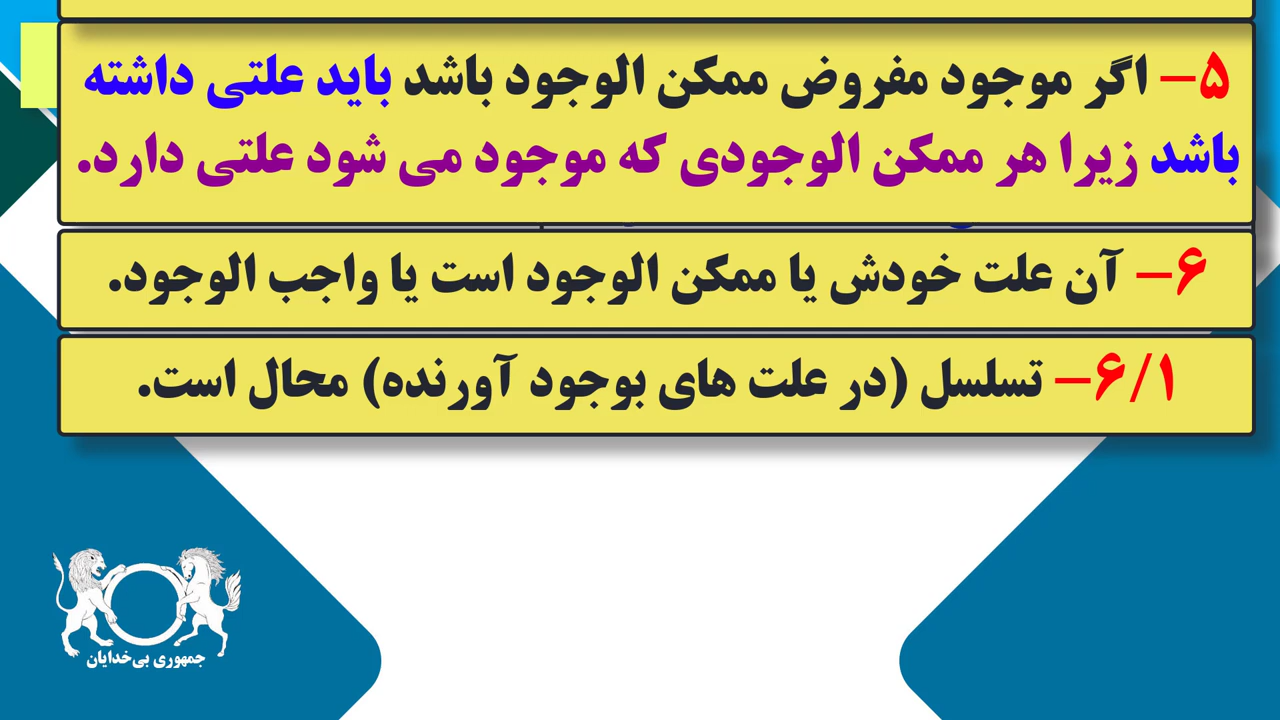 ۵- اگر موجود مفروض ممکن الوجود باشد باید علتی داشته
باشد زیرا هر ممکن الوجودی که موجود می شود علتی دارد.
۶- آن علت خودش یا ممکن الوجود است یا واجب الوجود.
۶/۱- تسلسل (در علت های بوجود آورنده) محال است.
جمهوری بی‌خدایان